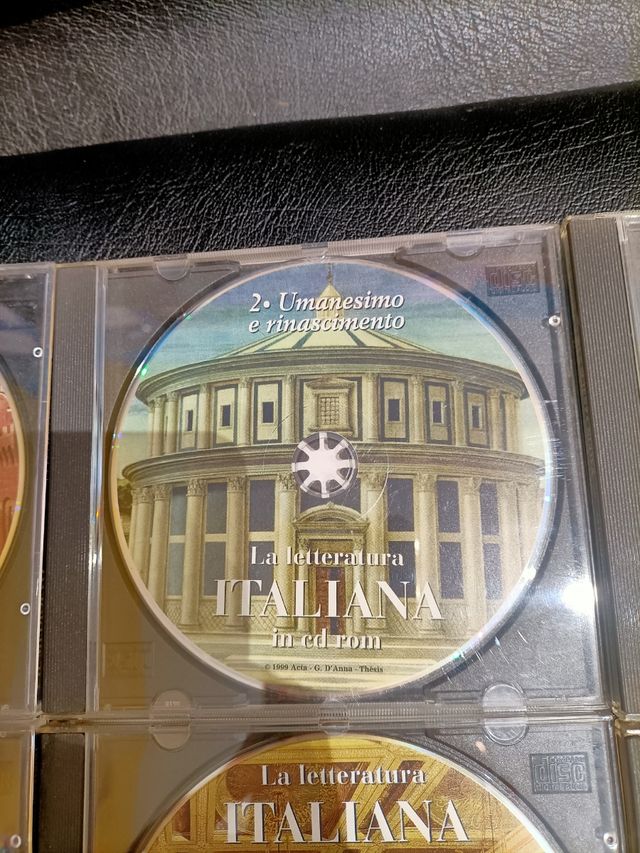 2• Umanesimo
e rinascimento
La letteratura
ITALIANA
in cd rom
© 1999 Acta - G. D'Anna - Thèsis
La letteratura
ITALIANA